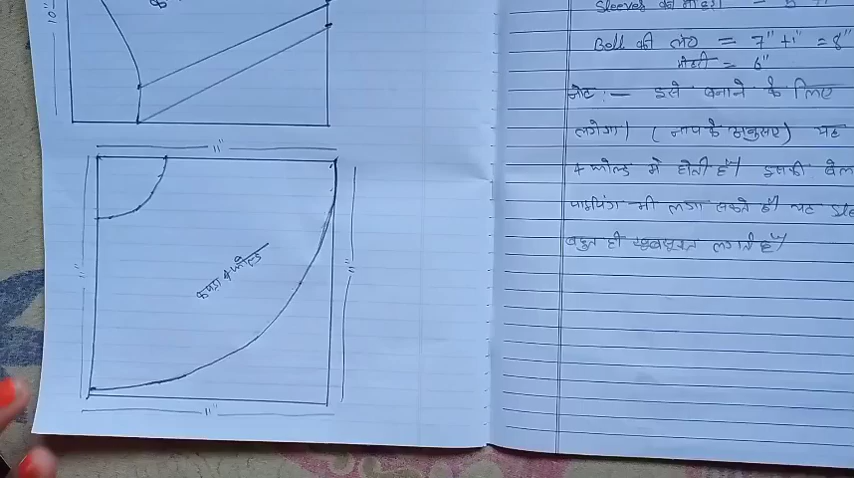 10"
11"
11"
11"
कपड़ा 4 फोल्ड
11"
Sleeves की मोहरी =
Bell की लंo = 7" + 1" = 8"
मोहरी = 6"
नोट :- इसे बनाने के लिए
लगेगा। (नाप के अनुसार) यह
4 फोल्ड में होती है। इसकी
पाइपिंग भी लगा सकते है। यह
बहुत ही खूबसूरत लगती है।